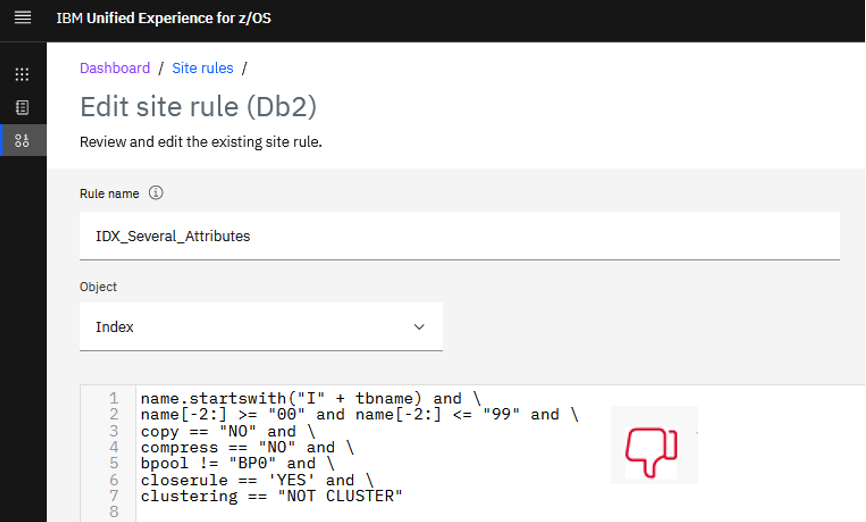 IBM Unified Experience for z/OS
Dashboard / Site rules /
Edit site rule (Db2)
Review and edit the existing site rule.
Rule name
IDX_Several_Attributes
Object
Index
1 name.startswith("I" + tbname) and \
2 name[-2:] >= "00" and name[-2:] <= "99" and \
3 copy == "NO" and \
4 compress == "NO" and \
5 bpool != "BP0" and \
6 closerule == 'YES' and \
7 clustering == "NOT CLUSTER"
8